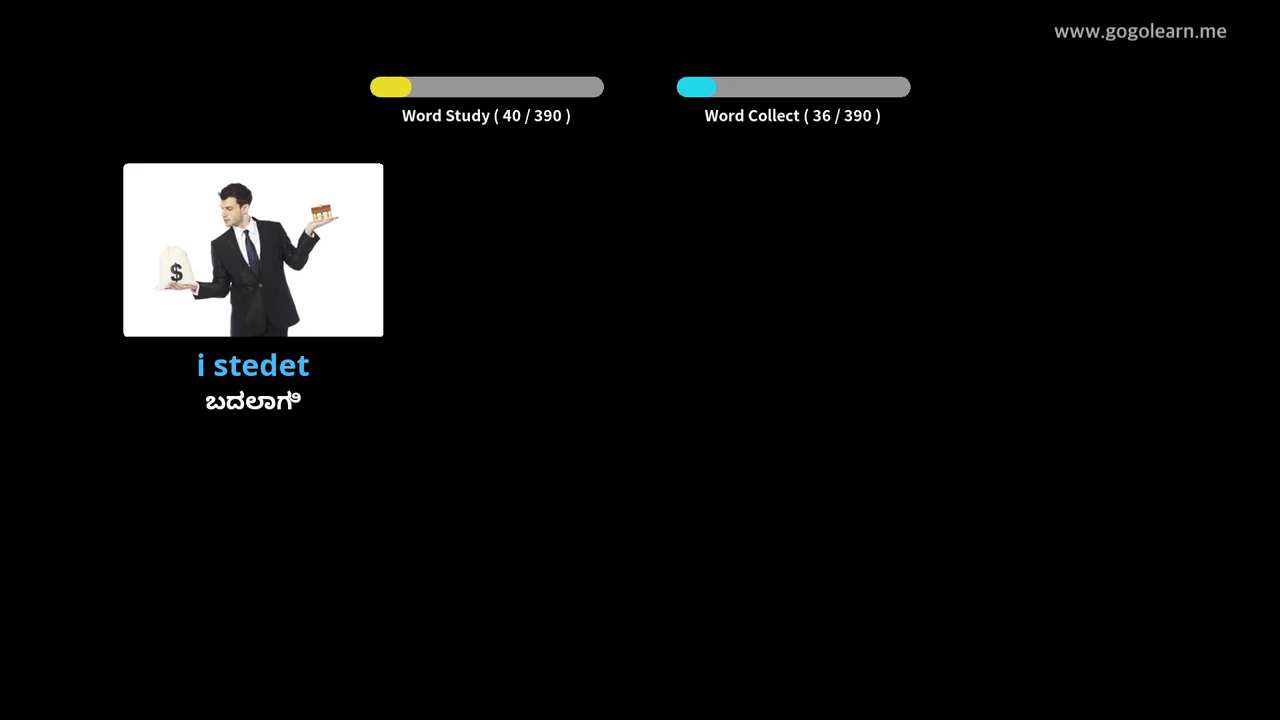 www.gogolearn.me
Word Study ( 40 / 390 )
Word Collect ( 36 / 390 )
$
i stedet
ಬದಲಾಗಿ